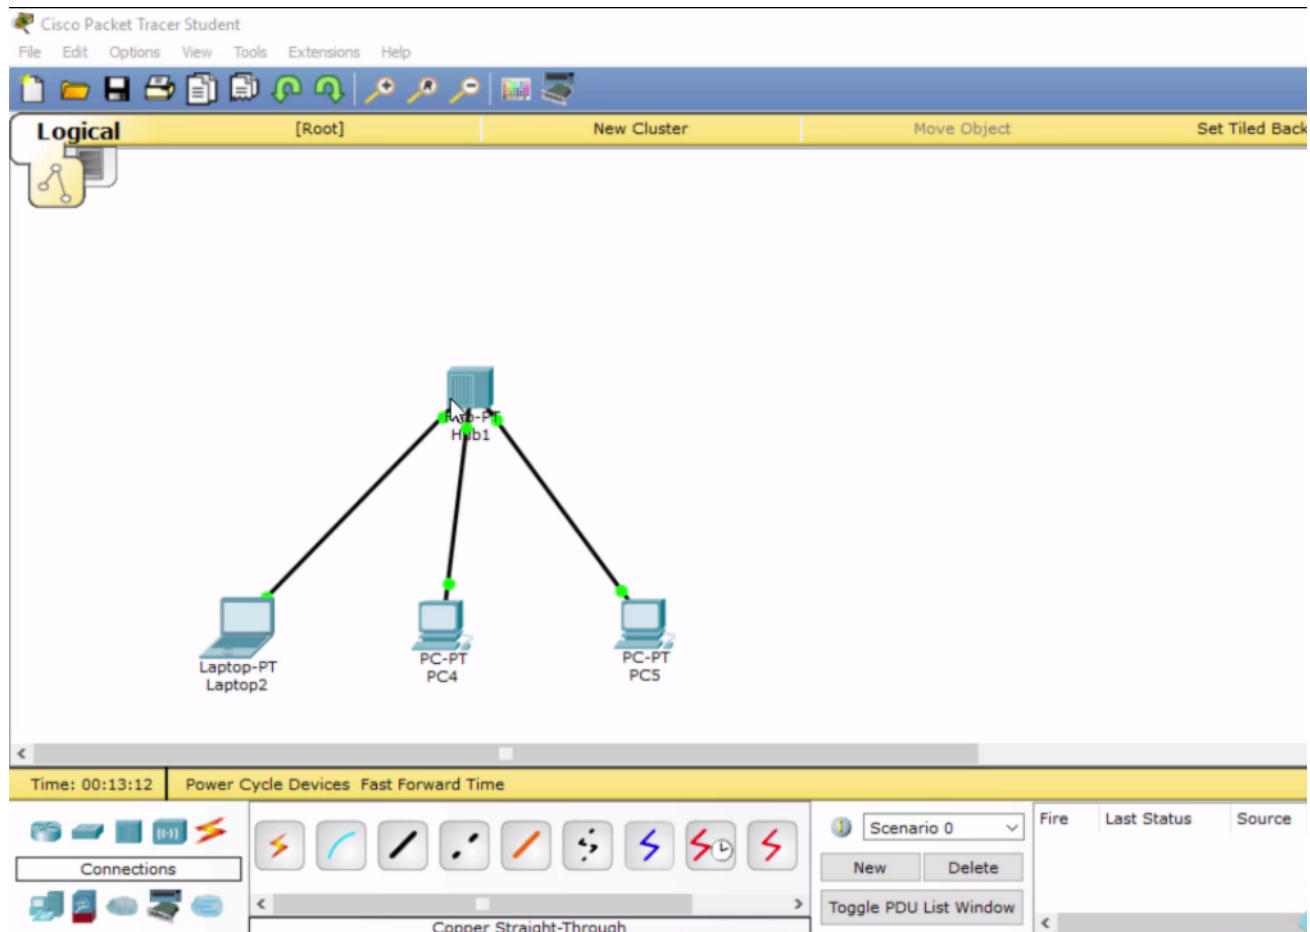 Cisco Packet Tracer Student
File Edit Options View Tools Extensions Help
Logical [Root] New Cluster Move Object Set Tiled Back
Hub1
Laptop-PT
Laptop2
PC-PT
PC4
PC-PT
PC5
Time: 00:13:12 Power Cycle Devices Fast Forward Time
Scenario 0
Fire Last Status Source
Connections
New Delete
Toggle PDU List Window
Copper Straight-Through